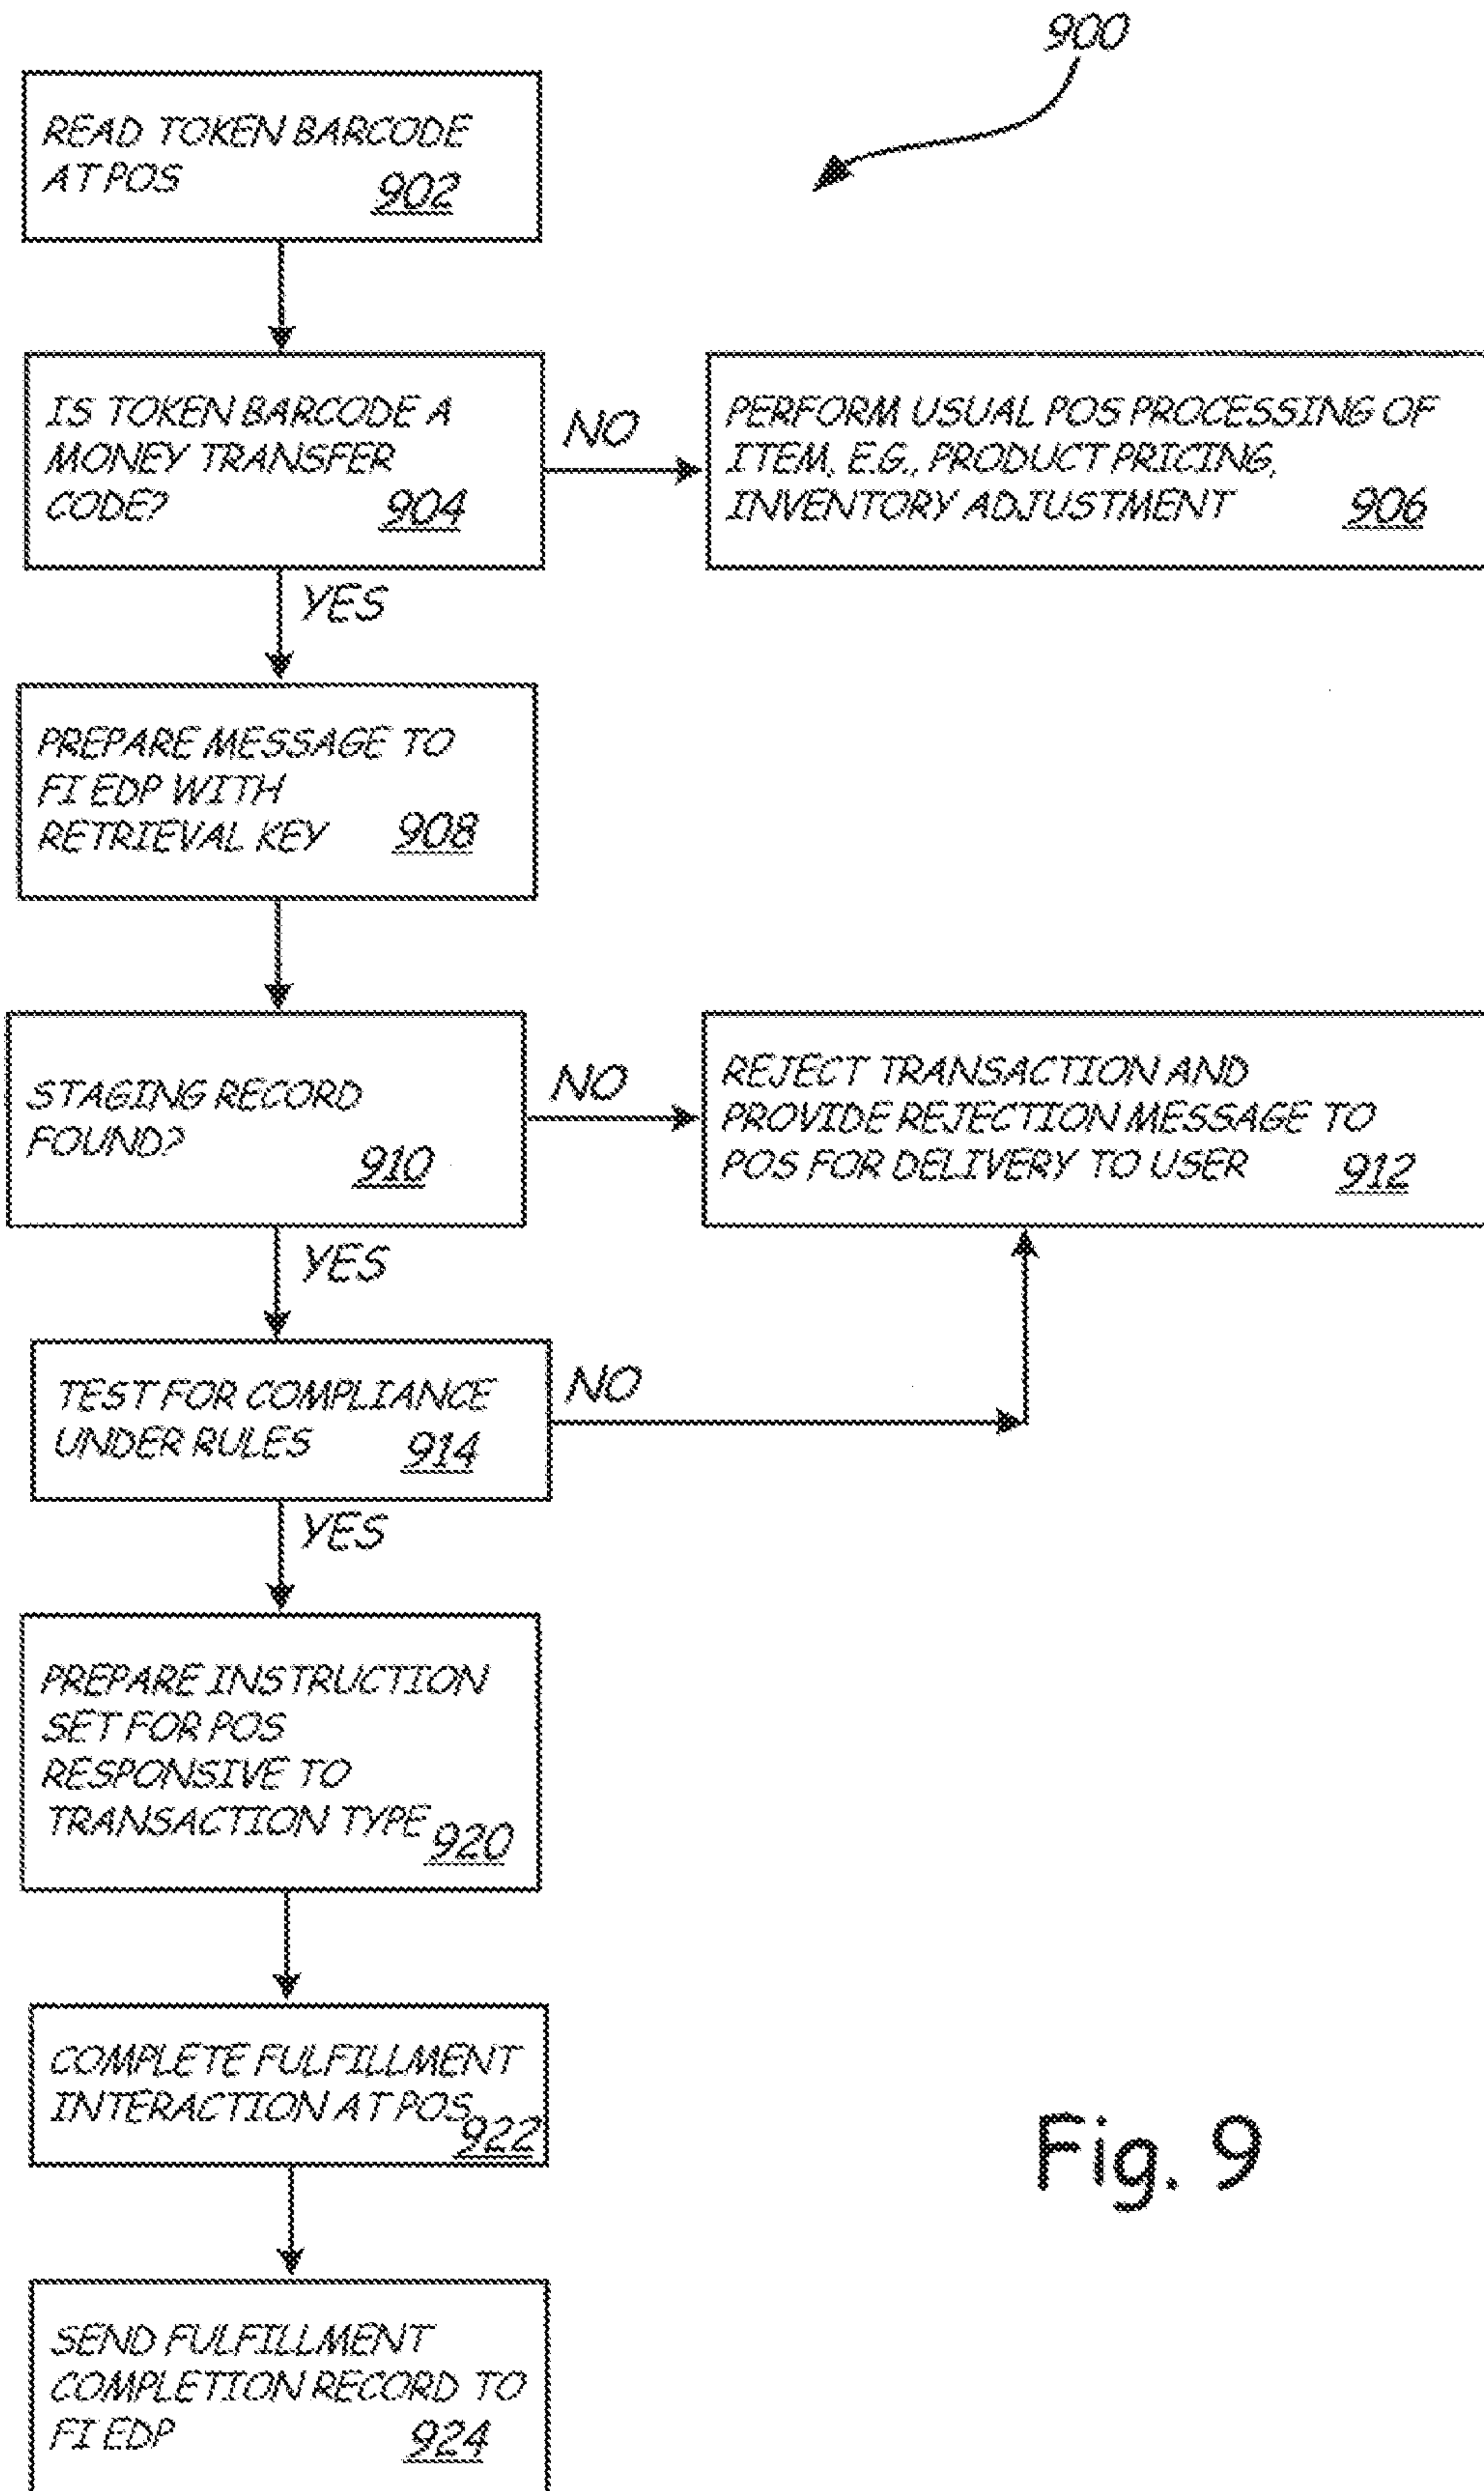 900
READ TOKEN BARCODE
AT POS 902
IS TOKEN BARCODE A
MONEY TRANSFER
CODE? 904
NO
PERFORM USUAL POS PROCESSING OF
ITEM, E.G., PRODUCT PRICING,
INVENTORY ADJUSTMENT 906
YES
PREPARE MESSAGE TO
FI EDP WITH
RETRIEVAL KEY 908
STAGING RECORD
FOUND? 910
NO
REJECT TRANSACTION AND
PROVIDE REJECTION MESSAGE TO
POS FOR DELIVERY TO USER 912
YES
TEST FOR COMPLIANCE
UNDER RULES 914
NO
YES
PREPARE INSTRUCTION
SET FOR POS
RESPONSIVE TO
TRANSACTION TYPE 920
COMPLETE FULFILLMENT
INTERACTION AT POS 922
SEND FULFILLMENT
COMPLETION RECORD TO
FI EDP 924
Fig. 9